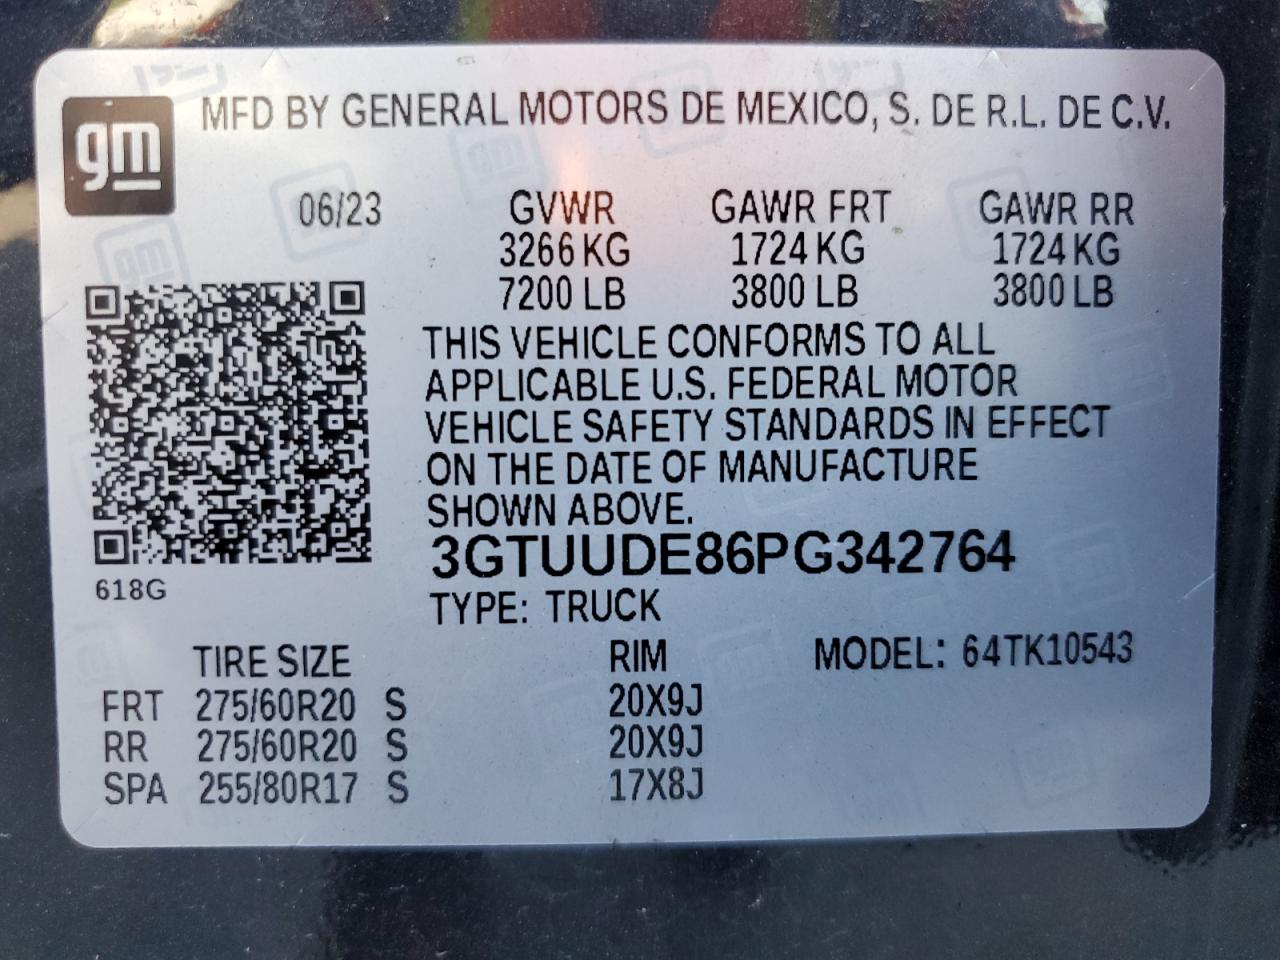 gm
MFD BY GENERAL MOTORS DE MEXICO, S. DE R.L. DE C.V.
06/23 GVWR GAWR FRT GAWR RR
3266 KG 1724 KG 1724 KG
7200 LB 3800 LB 3800 LB
THIS VEHICLE CONFORMS TO ALL
APPLICABLE U.S. FEDERAL MOTOR
VEHICLE SAFETY STANDARDS IN EFFECT
ON THE DATE OF MANUFACTURE
SHOWN ABOVE.
3GTUUDE86PG342764
618G
TYPE: TRUCK
TIRE SIZE RIM MODEL: 64TK10543
FRT 275/60R20 S 20X9J
RR 275/60R20 S 20X9J
SPA 255/80R17 S 17X8J